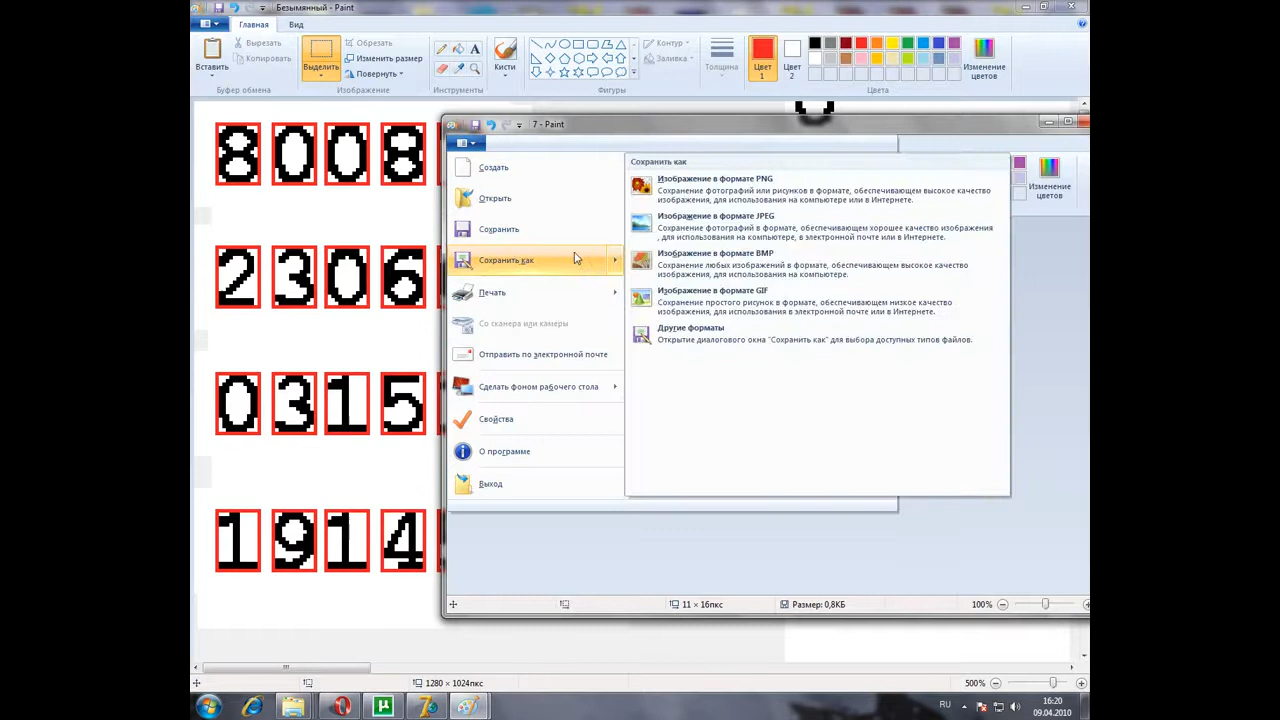 Безымянный - Paint
Главная Вид
Вставить
Вырезать
Копировать
Буфер обмена
Выделить
Обрезать
Изменить размер
Повернуть
Изображение
A
Инструменты
Кисти
Контур
Заливка
Фигуры
Толщина
Цвет 1
Цвет 2
Изменение цветов
Цвета
8008
2306
0315
1914
7 - Paint
Создать
Открыть
Сохранить
Сохранить как
Печать
Со сканера или камеры
Отправить по электронной почте
Сделать фоном рабочего стола
Свойства
О программе
Выход
Сохранить как
Изображение в формате PNG
Сохранение фотографий или рисунков в формате, обеспечивающем высокое качество
изображения, для использования на компьютере или в Интернете.
Изображение в формате JPEG
Сохранение фотографий в формате, обеспечивающем хорошее качество изображения
, для использования на компьютере, в электронной почте или в Интернете.
Изображение в формате BMP
Сохранение любых изображений в формате, обеспечивающем высокое качество
изображения, для использования на компьютере.
Изображение в формате GIF
Сохранение простого рисунок в формате, обеспечивающем низкое качество
изображения, для использования в электронной почте или в Интернете.
Другие форматы
Открытие диалогового окна "Сохранить как" для выбора доступных типов файлов.
Изменение
цветов
11 × 16пкс
Размер: 0,8КБ
100%
1280 × 1024пкс
500%
RU
16:20
09.04.2010